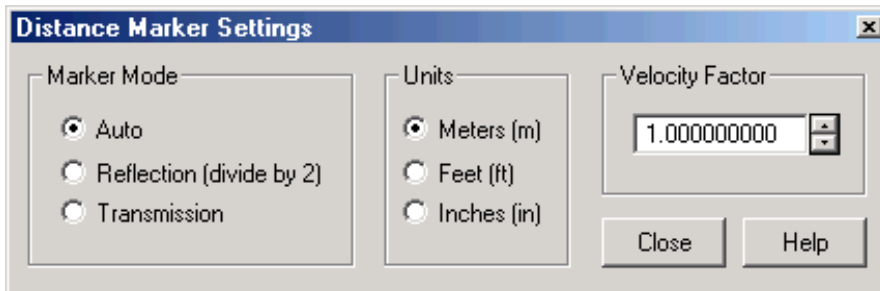 Distance Marker Settings
Marker Mode
Auto
Reflection (divide by 2)
Transmission
Units
Meters (m)
Feet (ft)
Inches (in)
Velocity Factor
1.000000000
Close
Help